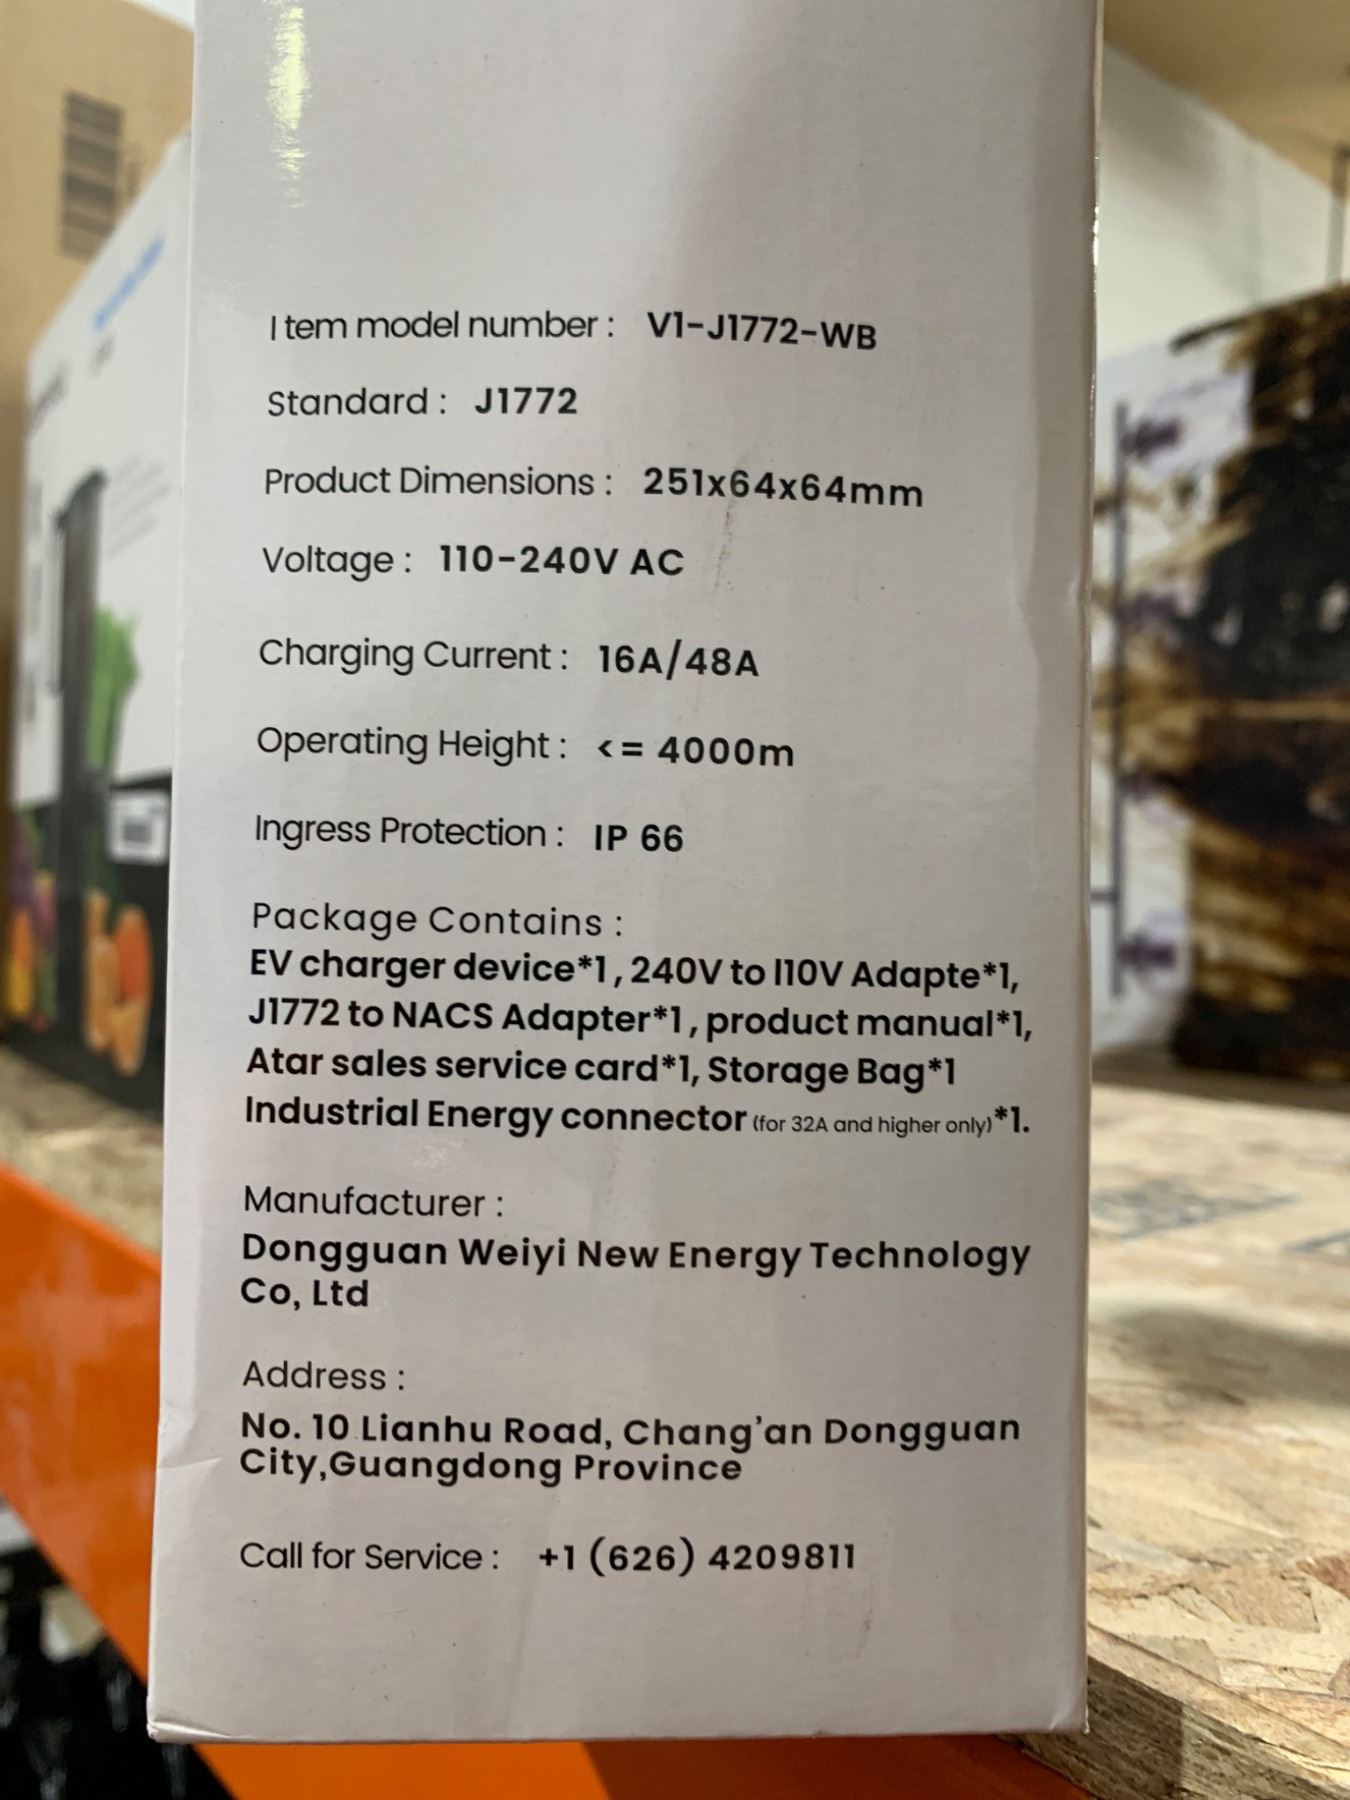 I tem model number : V1-J1772-WB
Standard : J1772
Product Dimensions : 251x64x64mm
Voltage : 110-240V AC
Charging Current : 16A/48A
Operating Height : <= 4000m
Ingress Protection : IP 66
Package Contains :
EV charger device*1, 240V to 110V Adapte*1,
J1772 to NACS Adapter*1, product manual*1,
Atar sales service card*1, Storage Bag*1
Industrial Energy connector (for 32A and higher only)*1.
Manufacturer :
Dongguan Weiyi New Energy Technology
Co, Ltd
Address :
No. 10 Lianhu Road, Chang'an Dongguan
City,Guangdong Province
Call for Service : +1 (626) 4209811